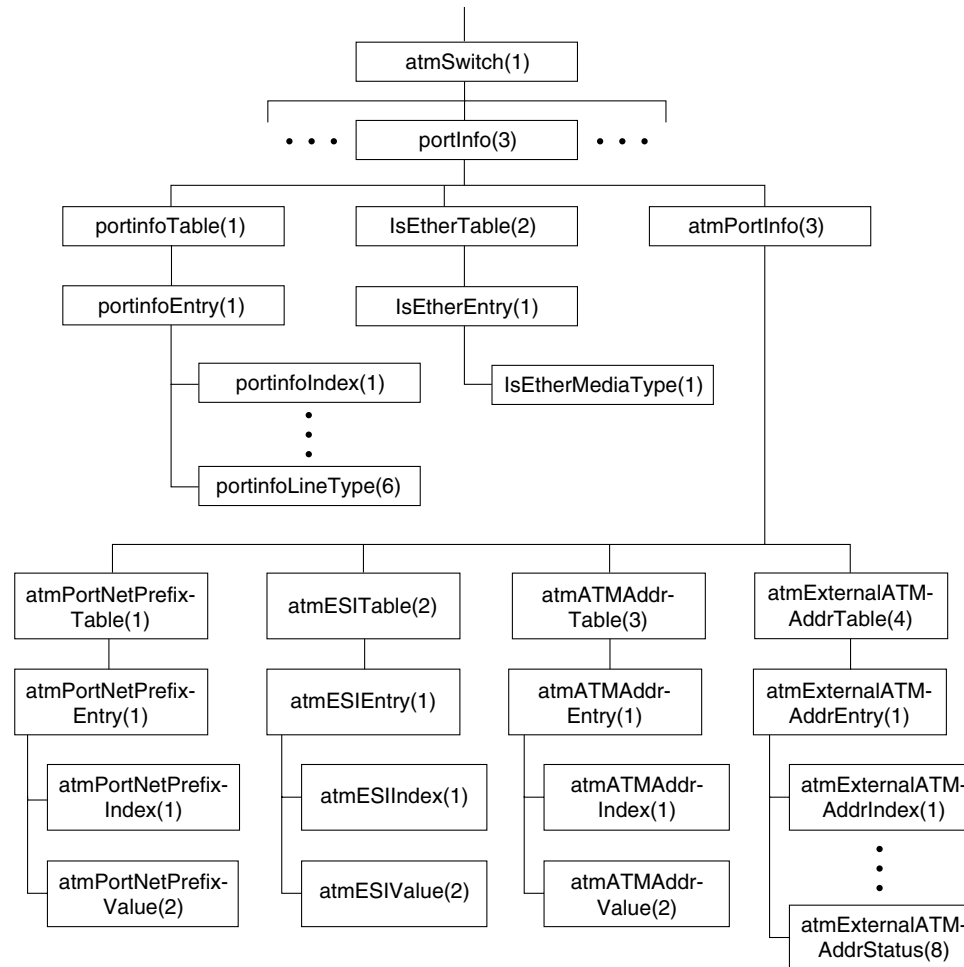 atmSwitch(1)
portInfo(3)
portinfoTable(1)
IsEtherTable(2)
atmPortInfo(3)
portinfoEntry(1)
IsEtherEntry(1)
portinfoIndex(1)
IsEtherMediaType(1)
portinfoLineType(6)
atmPortNetPrefix-
Table(1)
atmESITable(2)
atmATMAddr-
Table(3)
atmExternalATM-
AddrTable(4)
atmPortNetPrefix-
Entry(1)
atmESIEntry(1)
atmATMAddr-
Entry(1)
atmExternalATM-
AddrEntry(1)
atmPortNetPrefix-
Index(1)
atmESIIndex(1)
atmATMAddr-
Index(1)
atmExternalATM-
AddrIndex(1)
atmPortNetPrefix-
Value(2)
atmESIValue(2)
atmATMAddr-
Value(2)
atmExternalATM-
AddrStatus(8)